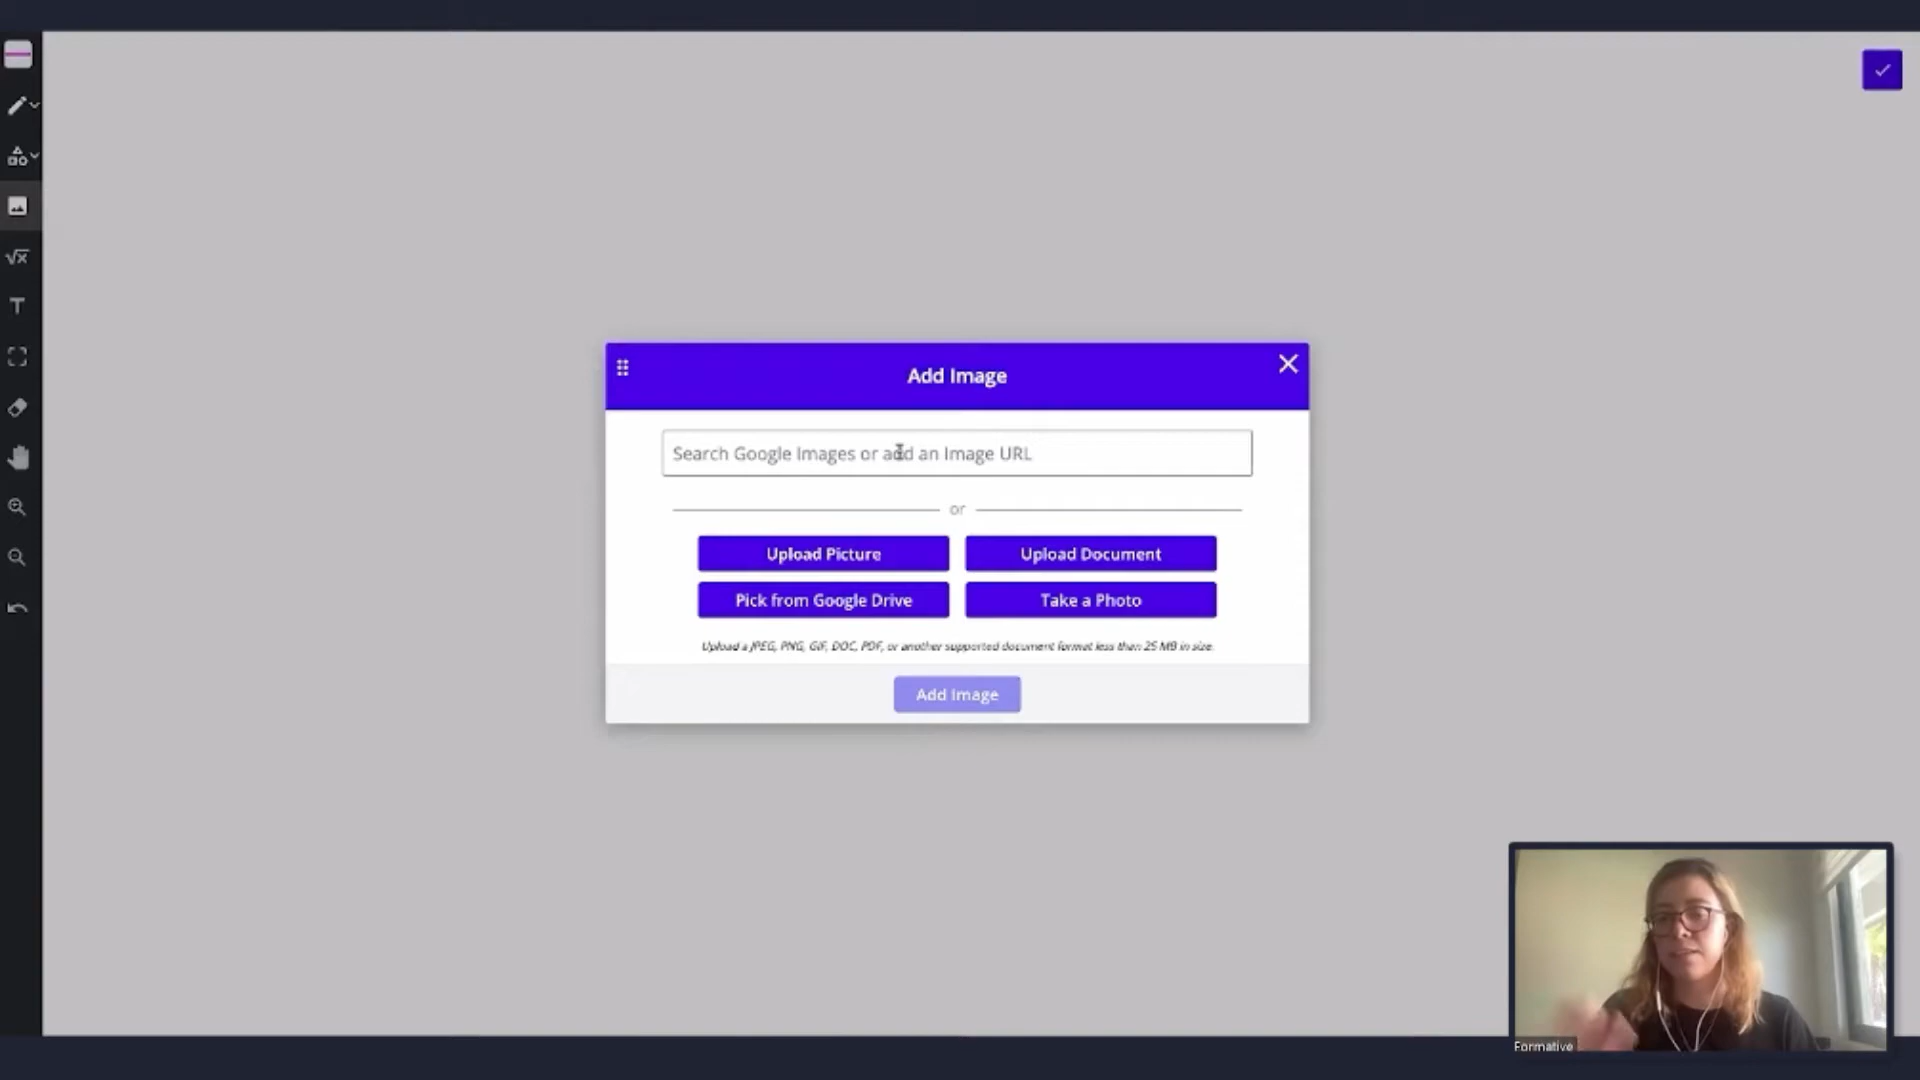 T
Add Image
Search Google Images or add an Image URL
or
Upload Picture
Upload Document
Pick from Google Drive
Take a Photo
Upload a JPEG, PNG, GIF, DOC, PDF, or another supported document format less than 25 MB in size.
Add Image
Formative